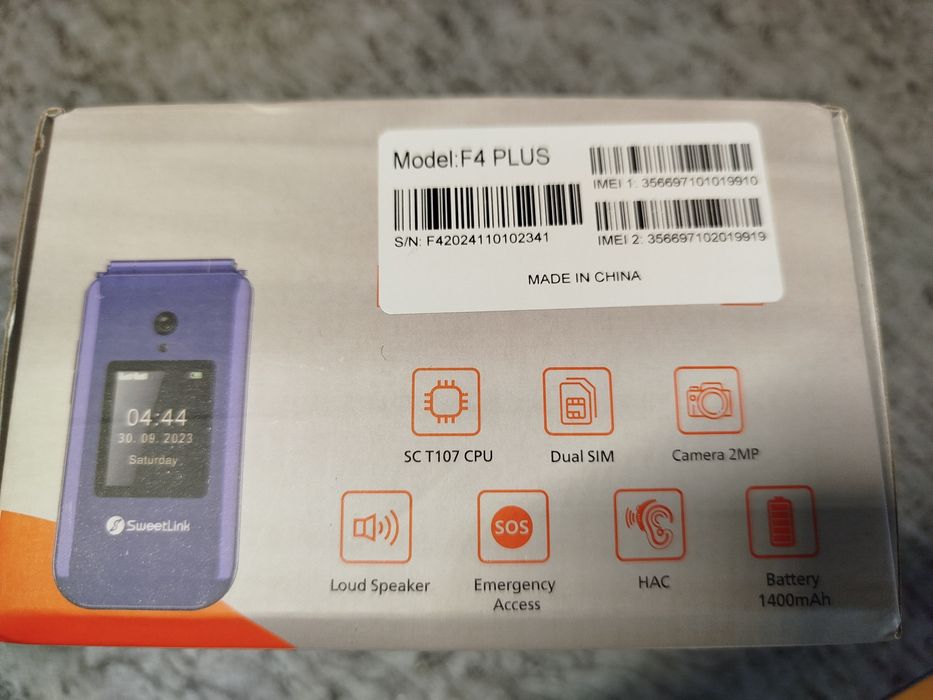 Model:F4 PLUS
S/N: F42024110102341
IMEI 1: 356697101019910
IMEI 2: 356697102019919
MADE IN CHINA
04:44
30. 09. 2023
Saturday
SweetLink
SC T107 CPU
Dual SIM
Camera 2MP
Loud Speaker
SOS
Emergency
Access
HAC
Battery
1400mAh